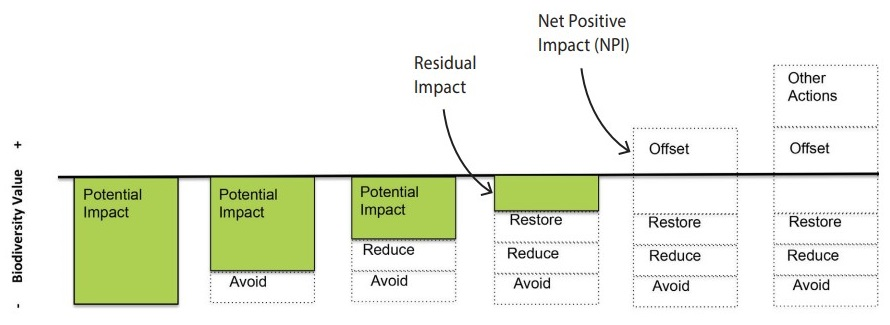 Net Positive
Impact (NPI)
Residual
Impact
Other
Actions
Offset
Offset
+
Biodiversity Value
-
Potential
Impact
Potential
Impact
Potential
Impact
Restore
Restore
Restore
Reduce
Reduce
Reduce
Reduce
Avoid
Avoid
Avoid
Avoid
Avoid